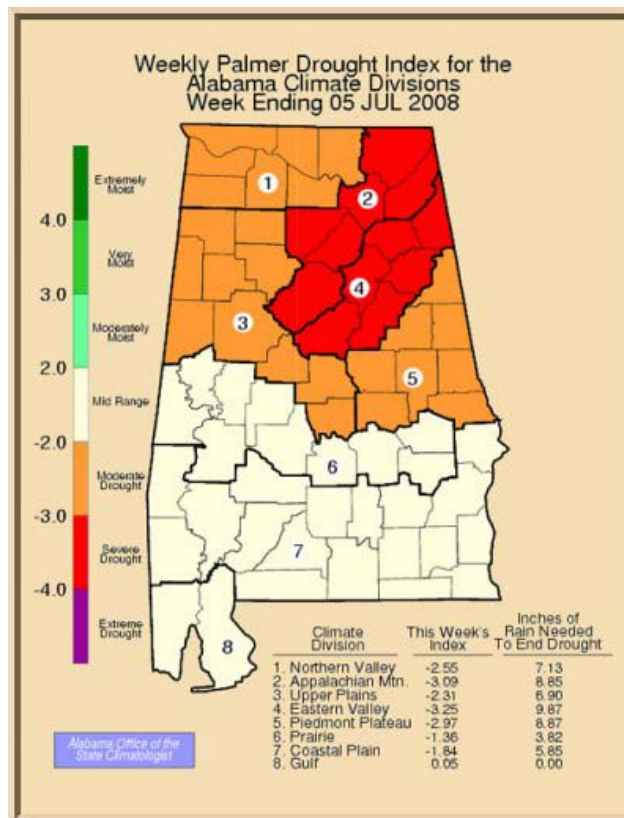 Weekly Palmer Drought Index for the
Alabama Climate Divisions
Week Ending 05 JUL 2008
Extremely
Moist
4.0
Very
Moist
3.0
Moderately
Moist
2.0
Mid Range
-2.0
Moderate
Drought
-3.0
Severe
Drought
-4.0
Extreme
Drought
1
2
3
4
5
6
7
8
Climate
Division
This Week's
Index
Inches of
Rain Needed
To End Drought
1. Northern Valley -2.55 7.13
2. Appalachian Mtn. -3.09 8.85
3. Upper Plains -2.31 6.90
4. Eastern Valley -3.25 9.87
5. Piedmont Plateau -2.97 8.87
6. Prairie -1.36 3.82
7. Coastal Plain -1.84 5.85
8. Gulf 0.05 0.00
Alabama Office of the
State Climatologist